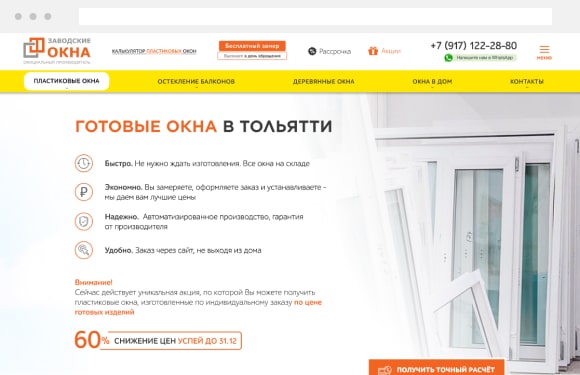 ЗАВОДСКИЕ
ОКНА
ОФИЦИАЛЬНЫЙ ПРОИЗВОДИТЕЛЬ
КАЛЬКУЛЯТОР ПЛАСТИКОВЫХ ОКОН
Бесплатный замер
Выезжаем в день обращения
Рассрочка
Акции
+7 (917) 122-28-80
Напишите нам в WhatsApp
МЕНЮ
ПЛАСТИКОВЫЕ ОКНА
ОСТЕКЛЕНИЕ БАЛКОНОВ
ДЕРЕВЯННЫЕ ОКНА
ОКНА В ДОМ
КОНТАКТЫ
ГОТОВЫЕ ОКНА В ТОЛЬЯТТИ
Быстро. Не нужно ждать изготовления. Все окна на складе
Экономно. Вы замеряете, оформляете заказ и устанавливаете -
мы даем вам лучшие цены
Надежно. Автоматизированное производство, гарантия
от производителя
Удобно. Заказ через сайт, не выходя из дома
Внимание!
Сейчас действует уникальная акция, по которой Вы можете получить
пластиковые окна, изготовленные по индивидуальному заказу по цене
готовых изделий
60% СНИЖЕНИЕ ЦЕН УСПЕЙ ДО 31.12
ПОЛУЧИТЬ ТОЧНЫЙ РАСЧЁТ